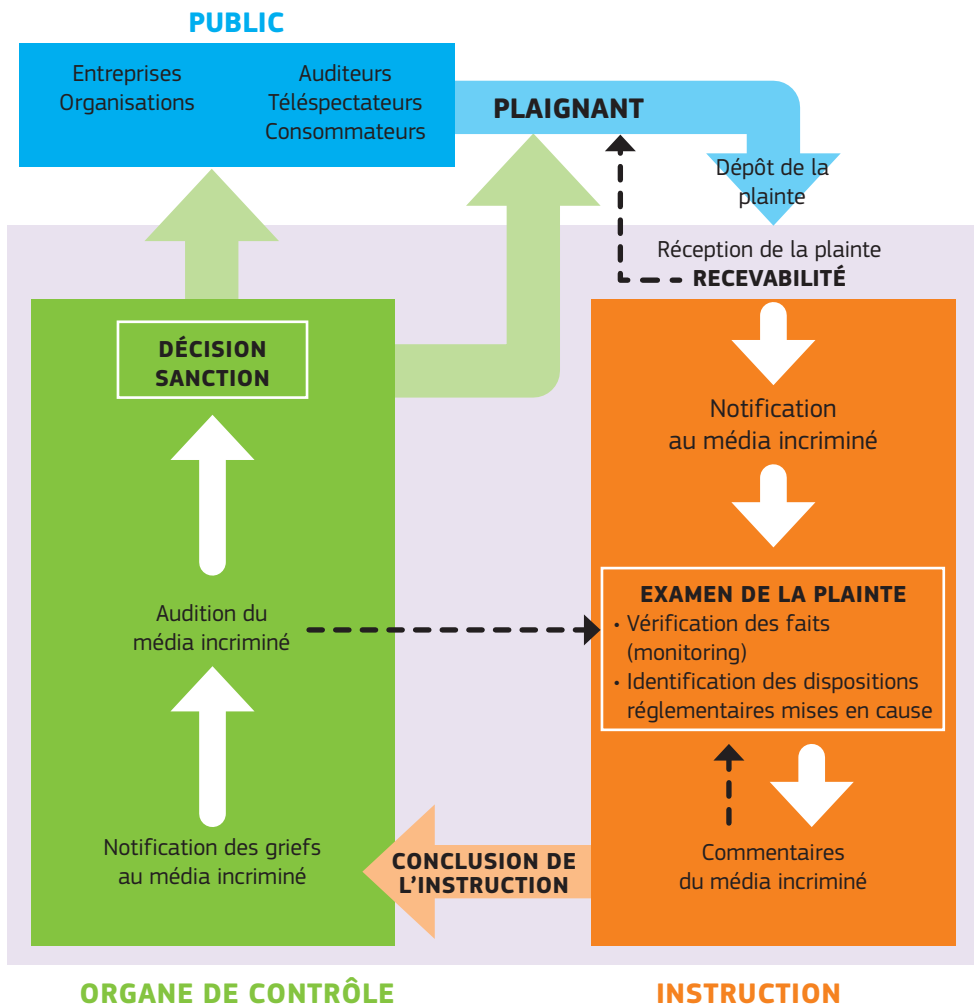 PUBLIC
Entreprises
Organisations
Auditeurs
Téléspectateurs
Consommateurs
PLAIGNANT
Dépôt de la
plainte
Réception de la plainte
RECEVABILITÉ
Notification
au média incriminé
EXAMEN DE LA PLAINTE
• Vérification des faits
(monitoring)
• Identification des dispositions
réglementaires mises en cause
Commentaires
du média incriminé
CONCLUSION DE
L'INSTRUCTION
Notification des griefs
au média incriminé
Audition du
média incriminé
DÉCISION
SANCTION
ORGANE DE CONTRÔLE
INSTRUCTION